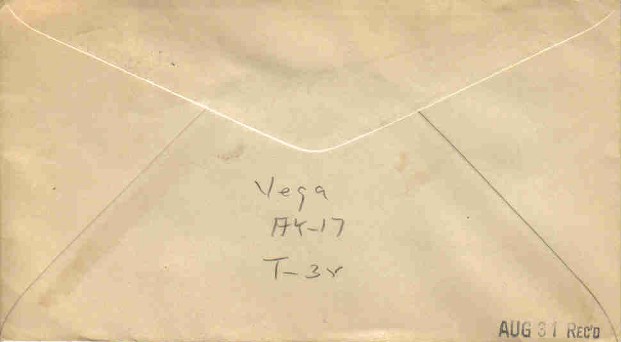 Vega
AK-17
T-3r
AUG 31 REC'D